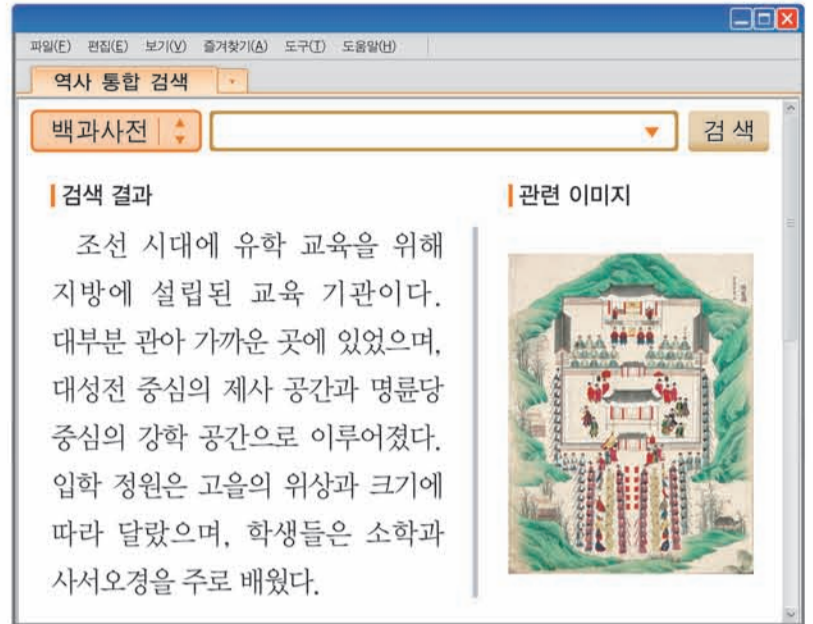 파일(F) 편집(E) 보기(V) 즐겨찾기(A) 도구(T) 도움말(H)
역사 통합 검색
백과사전
검색
검색 결과
조선 시대에 유학 교육을 위해
지방에 설립된 교육 기관이다.
대부분 관아 가까운 곳에 있었으며,
대성전 중심의 제사 공간과 명륜당
중심의 강학 공간으로 이루어졌다.
입학 정원은 고을의 위상과 크기에
따라 달랐으며, 학생들은 소학과
사서오경을 주로 배웠다.
관련 이미지